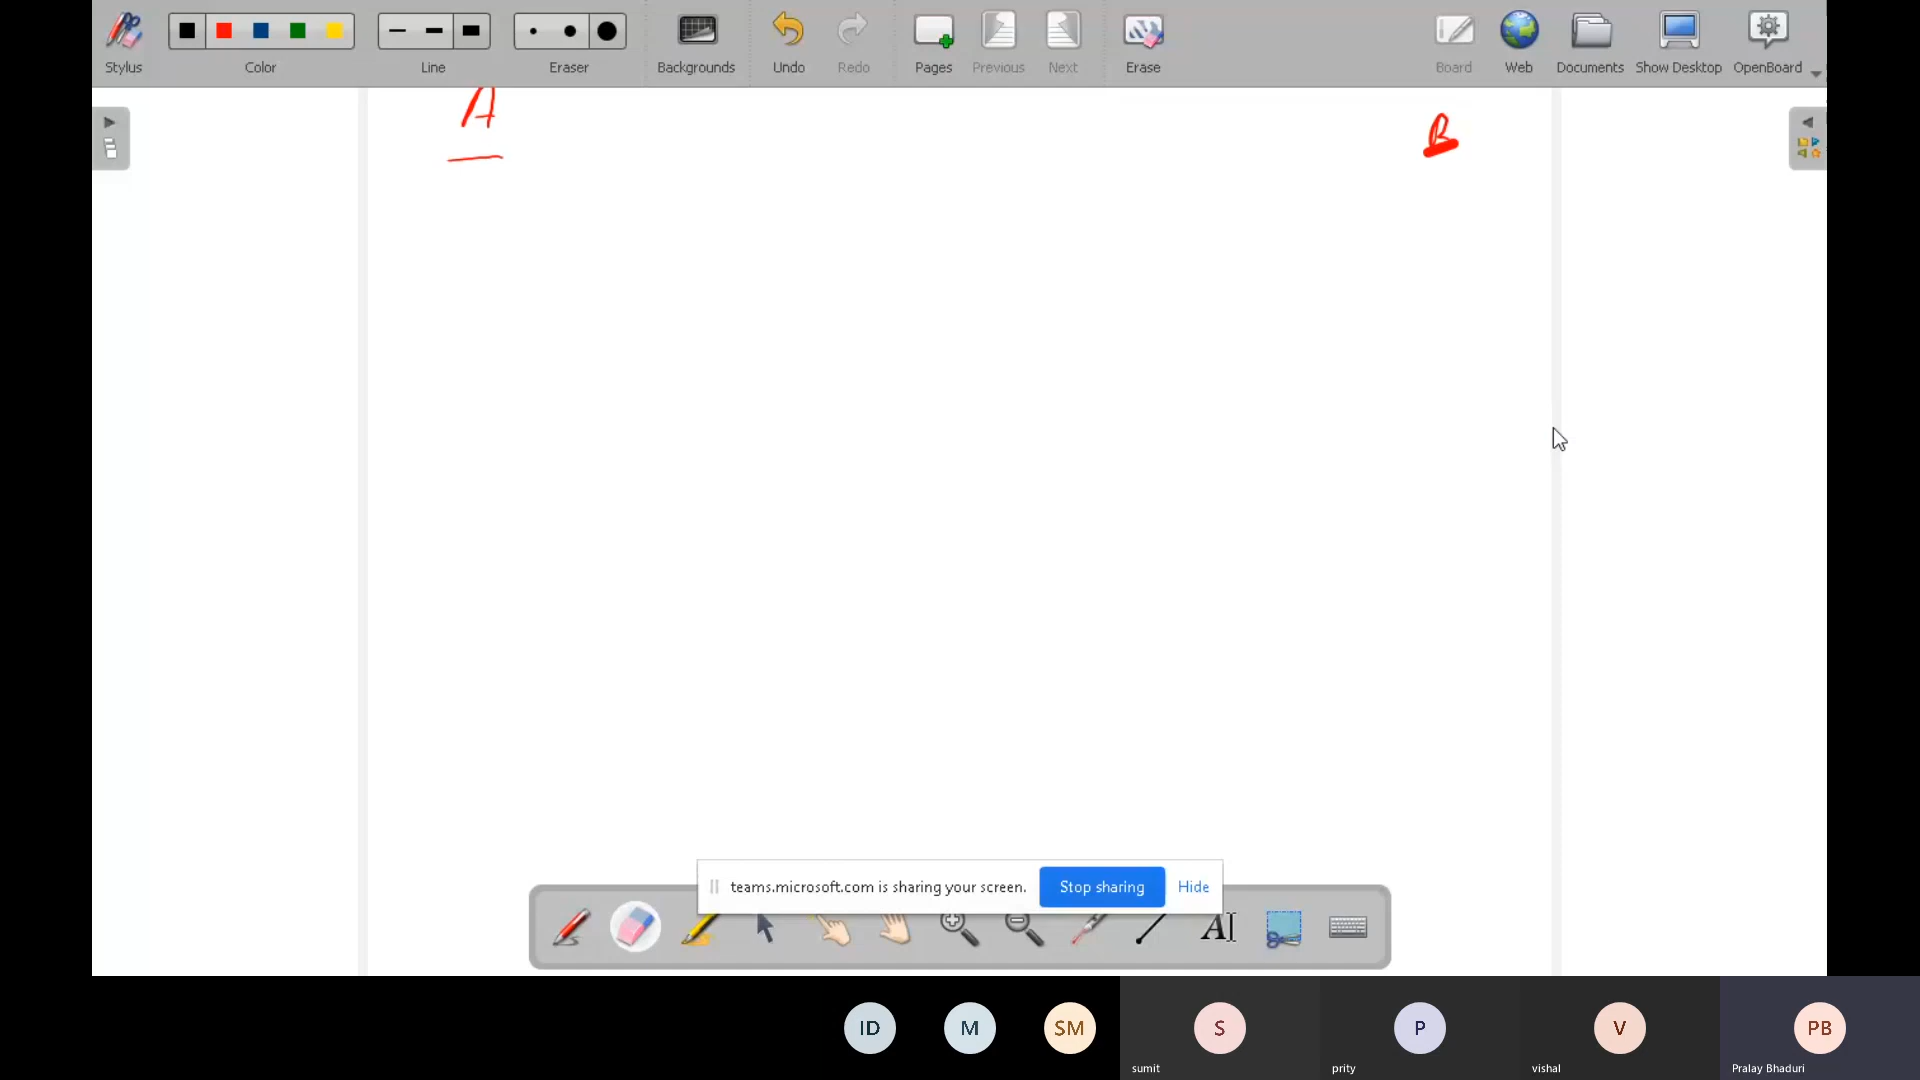 Stylus Color Line Eraser Backgrounds Undo Redo Pages Previous Next Erase Board Web Documents Show Desktop OpenBoard
A B
teams.microsoft.com is sharing your screen. Stop sharing Hide
A
ID M SM S P V PB
sumit prity vishal Pralay Bhaduri